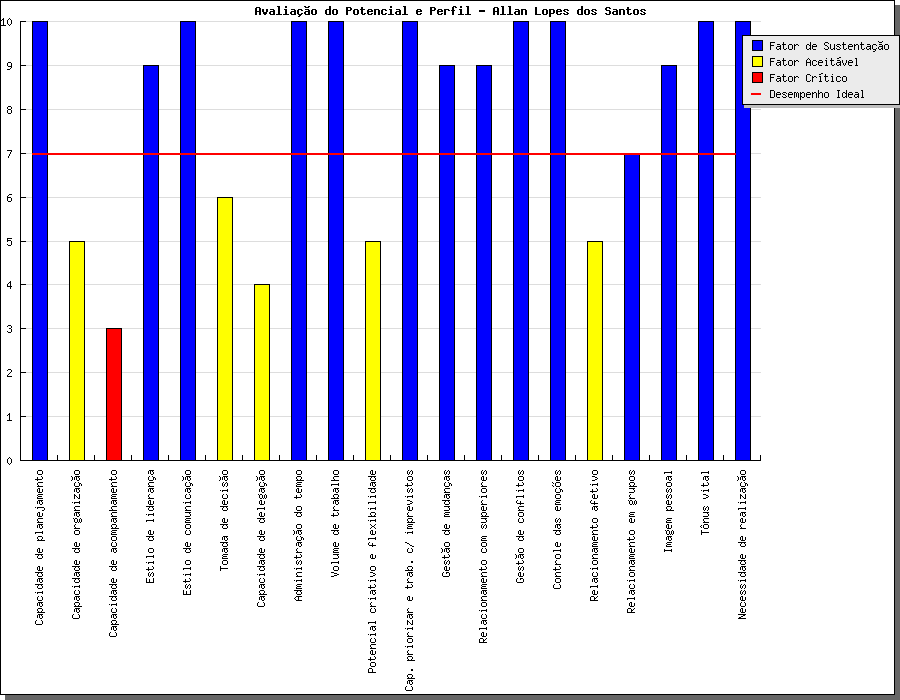 Avaliação do Potencial e Perfil - Allan Lopes dos Santos
Fator de Sustentação
Fator Aceitável
Fator Crítico
Desempenho Ideal
10
9
8
7
6
5
4
3
2
1
0
Capacidade de planejamento
Capacidade de organização
Capacidade de acompanhamento
Estilo de liderança
Estilo de comunicação
Tomada de decisão
Capacidade de delegação
Administração do tempo
Volume de trabalho
Potencial criativo e flexibilidade
Cap. priorizar e trab. c/ imprevistos
Gestão de mudanças
Relacionamento com superiores
Gestão de conflitos
Controle das emoções
Relacionamento afetivo
Relacionamento em grupos
Imagem pessoal
Tônus vital
Necessidade de realização